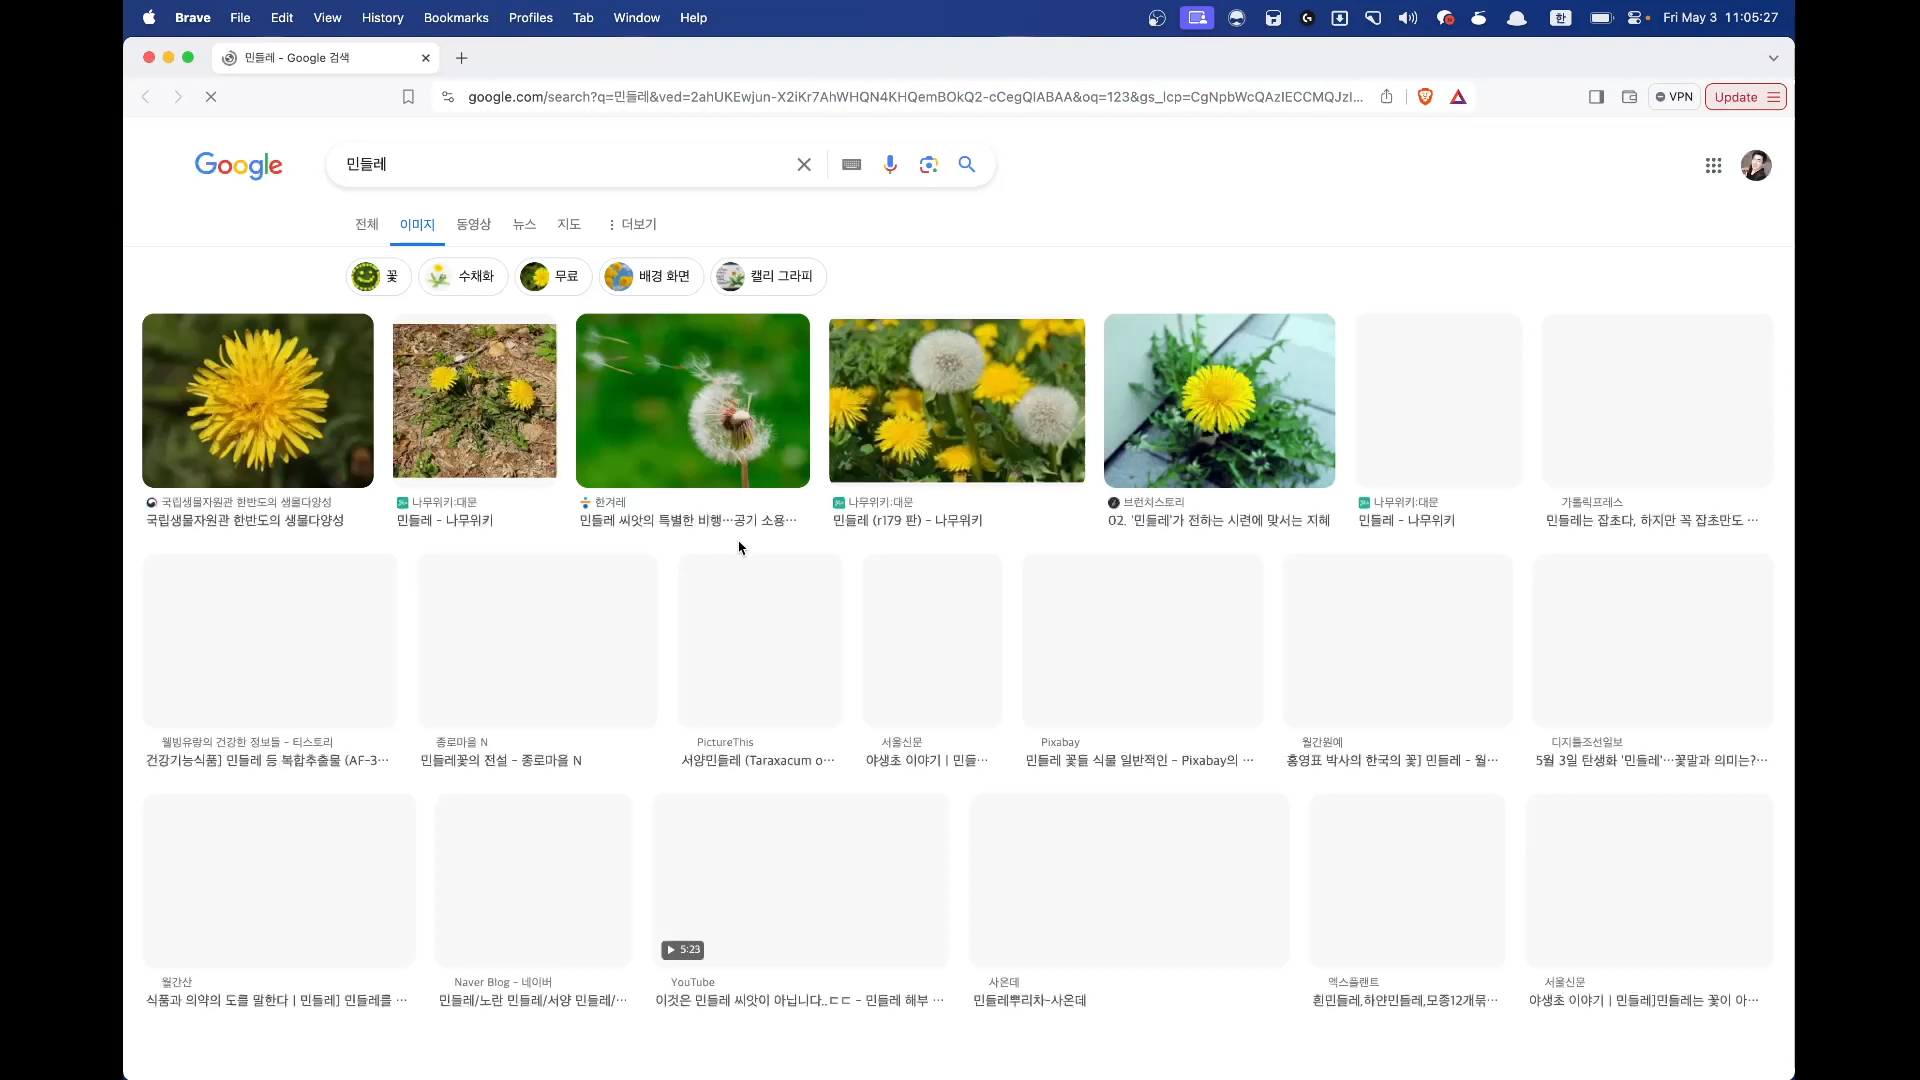 Brave File Edit View History Bookmarks Profiles Tab Window Help 한 Fri May 3 11:05:27
민들레 - Google 검색
google.com/search?q=민들레&ved=2ahUKEwjun-X2iKr7AhWHQN4KHQemBOkQ2-cCegQIABAA&oq=123&gs_lcp=CgNpbWcQAzIECCMQJzI... VPN Update
Google 민들레
전체 이미지 동영상 뉴스 지도 더보기
꽃 수채화 무료 배경 화면 캘리 그라피
국립생물자원관 한반도의 생물다양성 나무위키:대문 한겨레 나무위키:대문 브런치스토리 나무위키:대문 가톨릭프레스
국립생물자원관 한반도의 생물다양성 민들레 - 나무위키 민들레 씨앗의 특별한 비행…공기 소용… 민들레 (r179 판) - 나무위키 02. '민들레'가 전하는 시련에 맞서는 지혜 민들레 - 나무위키 민들레는 잡초다, 하지만 꼭 잡초만도 …
웰빙유랑의 건강한 정보들 - 티스토리 종로마을 N PictureThis 서울신문 Pixabay 월간원예 디지틀조선일보
건강기능식품] 민들레 등 복합추출물 (AF-3… 민들레꽃의 전설 - 종로마을 N 서양민들레 (Taraxacum o… 야생초 이야기 | 민들… 민들레 꽃들 식물 일반적인 - Pixabay의 … 홍영표 박사의 한국의 꽃] 민들레 - 월… 5월 3일 탄생화 '민들레'…꽃말과 의미는?…
5:23
월간산 Naver Blog - 네이버 YouTube 사온데 엑스플랜트 서울신문
식품과 의약의 도를 말한다 | 민들레] 민들레를 … 민들레/노란 민들레/서양 민들레/… 이것은 민들레 씨앗이 아닙니다..ㄷㄷ - 민들레 해부 … 민들레뿌리차-사온데 흰민들레,하얀민들레,모종12개묶… 야생초 이야기 | 민들레]민들레는 꽃이 아…